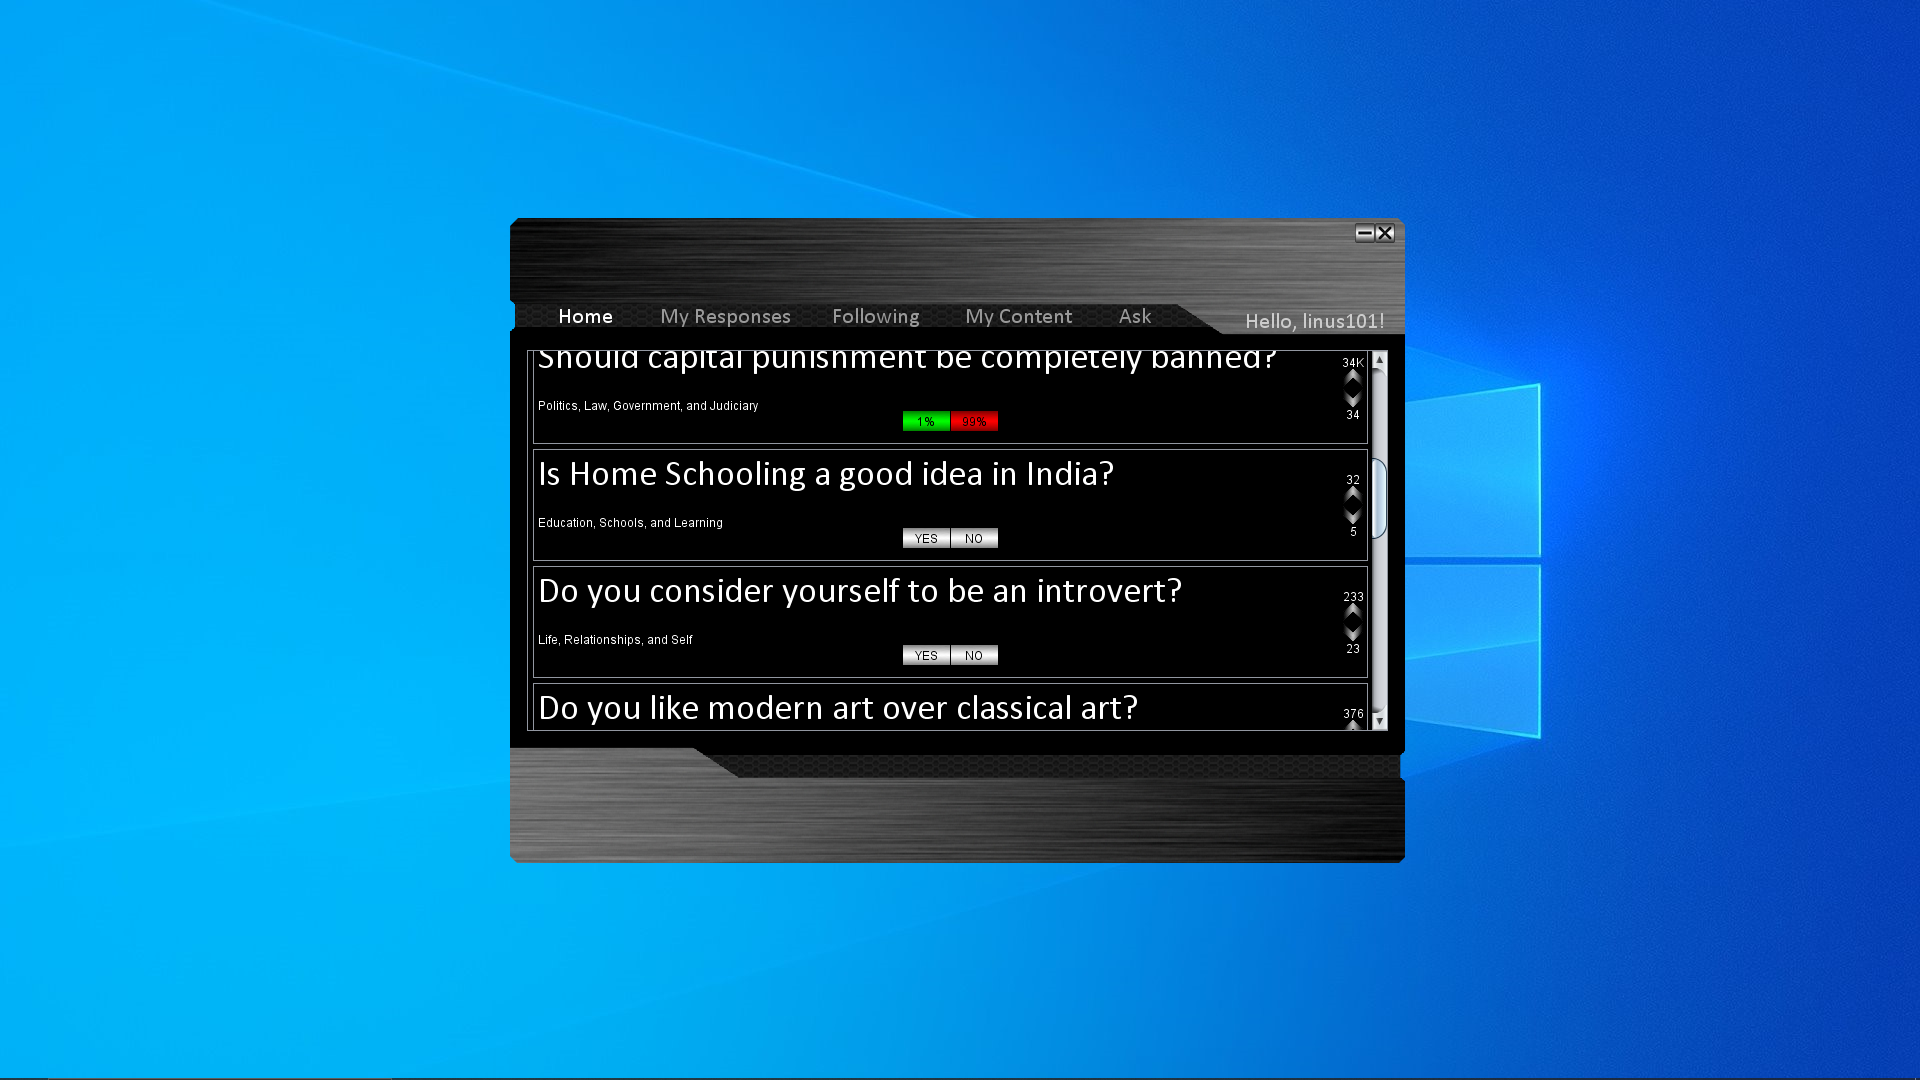 Home My Responses Following My Content Ask Hello, linus101!
Should capital punishment be completely banned?
34K
Politics, Law, Government, and Judiciary
34
1% 99%
Is Home Schooling a good idea in India?
32
Education, Schools, and Learning
5
YES NO
Do you consider yourself to be an introvert?
233
Life, Relationships, and Self
23
YES NO
Do you like modern art over classical art?
376